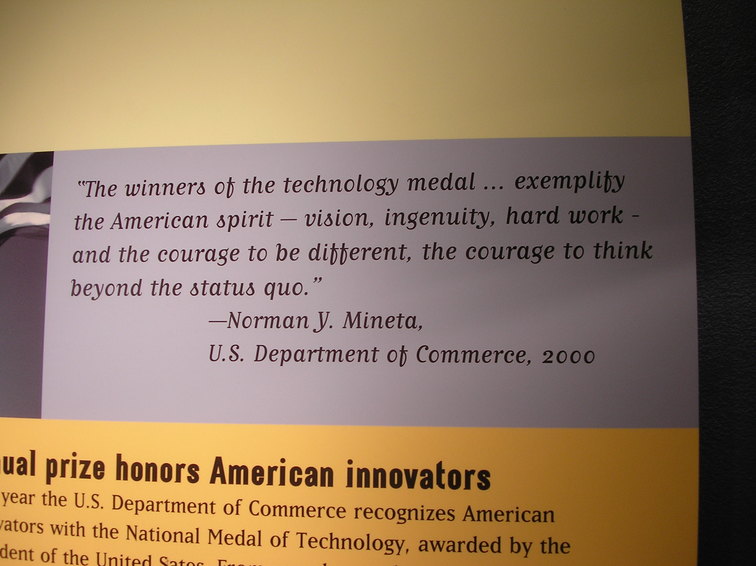 "The winners of the technology medal ... exemplify
the American spirit — vision, ingenuity, hard work -
and the courage to be different, the courage to think
beyond the status quo."
—Norman Y. Mineta,
U.S. Department of Commerce, 2000
ual prize honors American innovators
year the U.S. Department of Commerce recognizes American
vators with the National Medal of Technology, awarded by the
dent of the United Sates. From